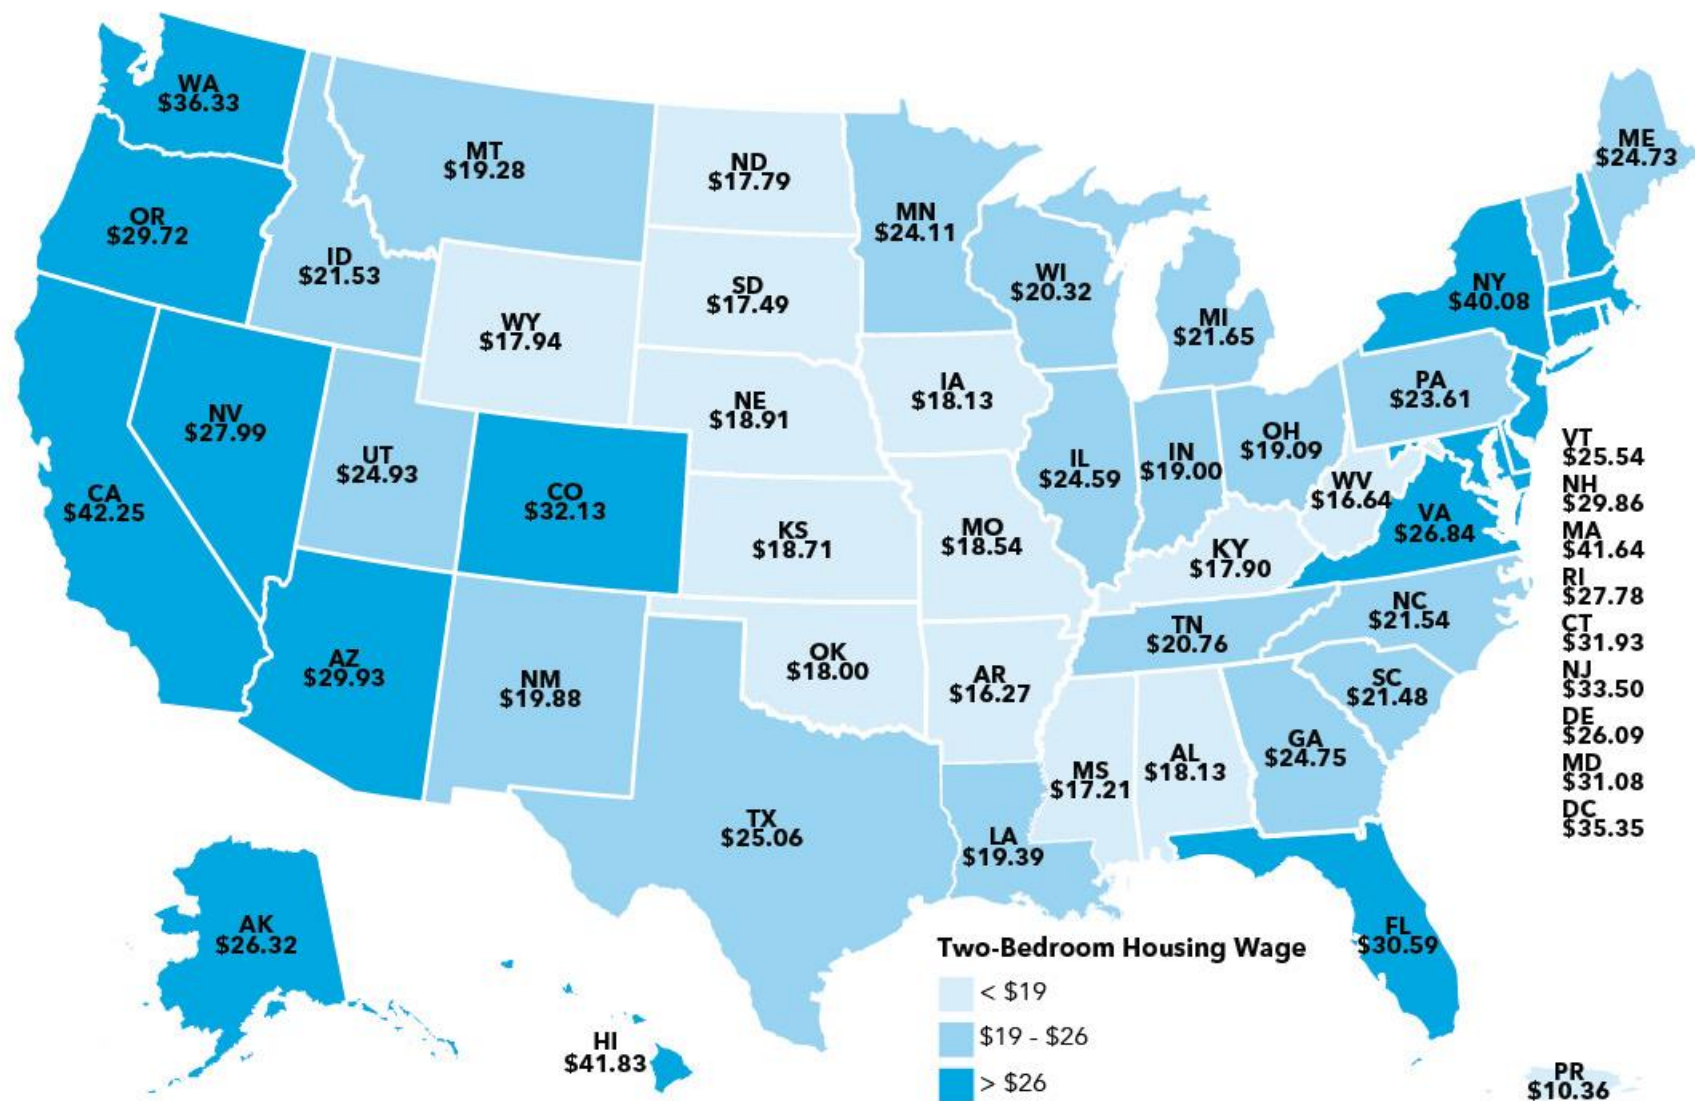 WA
$36.33
OR
$29.72
CA
$42.25
NV
$27.99
ID
$21.53
MT
$19.28
WY
$17.94
UT
$24.93
CO
$32.13
AZ
$29.93
NM
$19.88
ND
$17.79
SD
$17.49
NE
$18.91
KS
$18.71
OK
$18.00
TX
$25.06
MN
$24.11
IA
$18.13
MO
$18.54
AR
$16.27
LA
$19.39
WI
$20.32
IL
$24.59
MI
$21.65
IN
$19.00
OH
$19.09
KY
$17.90
TN
$20.76
MS
$17.21
AL
$18.13
GA
$24.75
FL
$30.59
SC
$21.48
NC
$21.54
VA
$26.84
WV
$16.64
PA
$23.61
NY
$40.08
ME
$24.73
VT
$25.54
NH
$29.86
MA
$41.64
RI
$27.78
CT
$31.93
NJ
$33.50
DE
$26.09
MD
$31.08
DC
$35.35
AK
$26.32
HI
$41.83
Two-Bedroom Housing Wage
< $19
$19 - $26
> $26
PR
$10.36